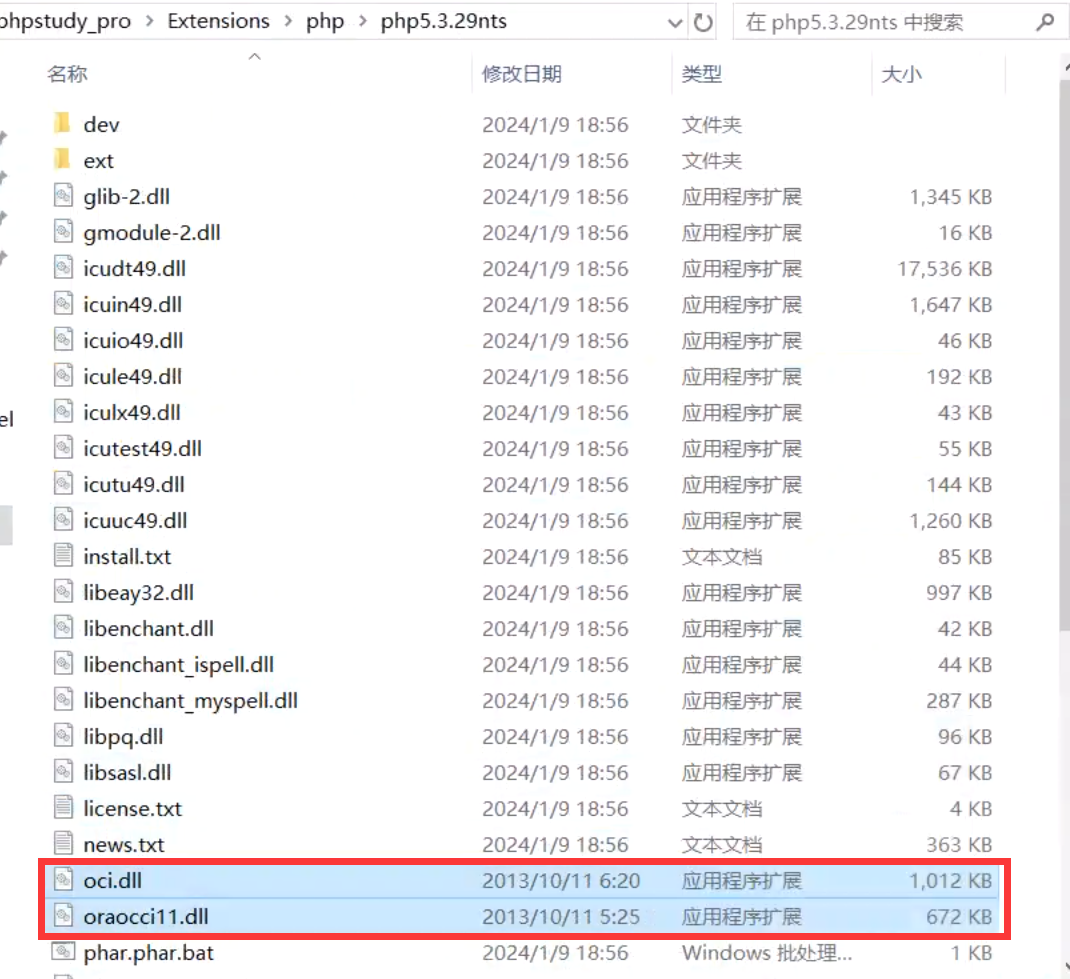 phpstudy_pro > Extensions > php > php5.3.29nts 在 php5.3.29nts 中搜索
名称 修改日期 类型 大小
dev 2024/1/9 18:56 文件夹
ext 2024/1/9 18:56 文件夹
glib-2.dll 2024/1/9 18:56 应用程序扩展 1,345 KB
gmodule-2.dll 2024/1/9 18:56 应用程序扩展 16 KB
icudt49.dll 2024/1/9 18:56 应用程序扩展 17,536 KB
icuin49.dll 2024/1/9 18:56 应用程序扩展 1,647 KB
icuio49.dll 2024/1/9 18:56 应用程序扩展 46 KB
icule49.dll 2024/1/9 18:56 应用程序扩展 192 KB
iculx49.dll 2024/1/9 18:56 应用程序扩展 43 KB
el
icutest49.dll 2024/1/9 18:56 应用程序扩展 55 KB
icutu49.dll 2024/1/9 18:56 应用程序扩展 144 KB
icuuc49.dll 2024/1/9 18:56 应用程序扩展 1,260 KB
install.txt 2024/1/9 18:56 文本文档 85 KB
libeay32.dll 2024/1/9 18:56 应用程序扩展 997 KB
libenchant.dll 2024/1/9 18:56 应用程序扩展 42 KB
libenchant_ispell.dll 2024/1/9 18:56 应用程序扩展 44 KB
libenchant_myspell.dll 2024/1/9 18:56 应用程序扩展 287 KB
libpq.dll 2024/1/9 18:56 应用程序扩展 96 KB
libsasl.dll 2024/1/9 18:56 应用程序扩展 67 KB
license.txt 2024/1/9 18:56 文本文档 4 KB
news.txt 2024/1/9 18:56 文本文档 363 KB
oci.dll 2013/10/11 6:20 应用程序扩展 1,012 KB
oraocci11.dll 2013/10/11 5:25 应用程序扩展 672 KB
phar.phar.bat 2024/1/9 18:56 Windows 批处理... 1 KB